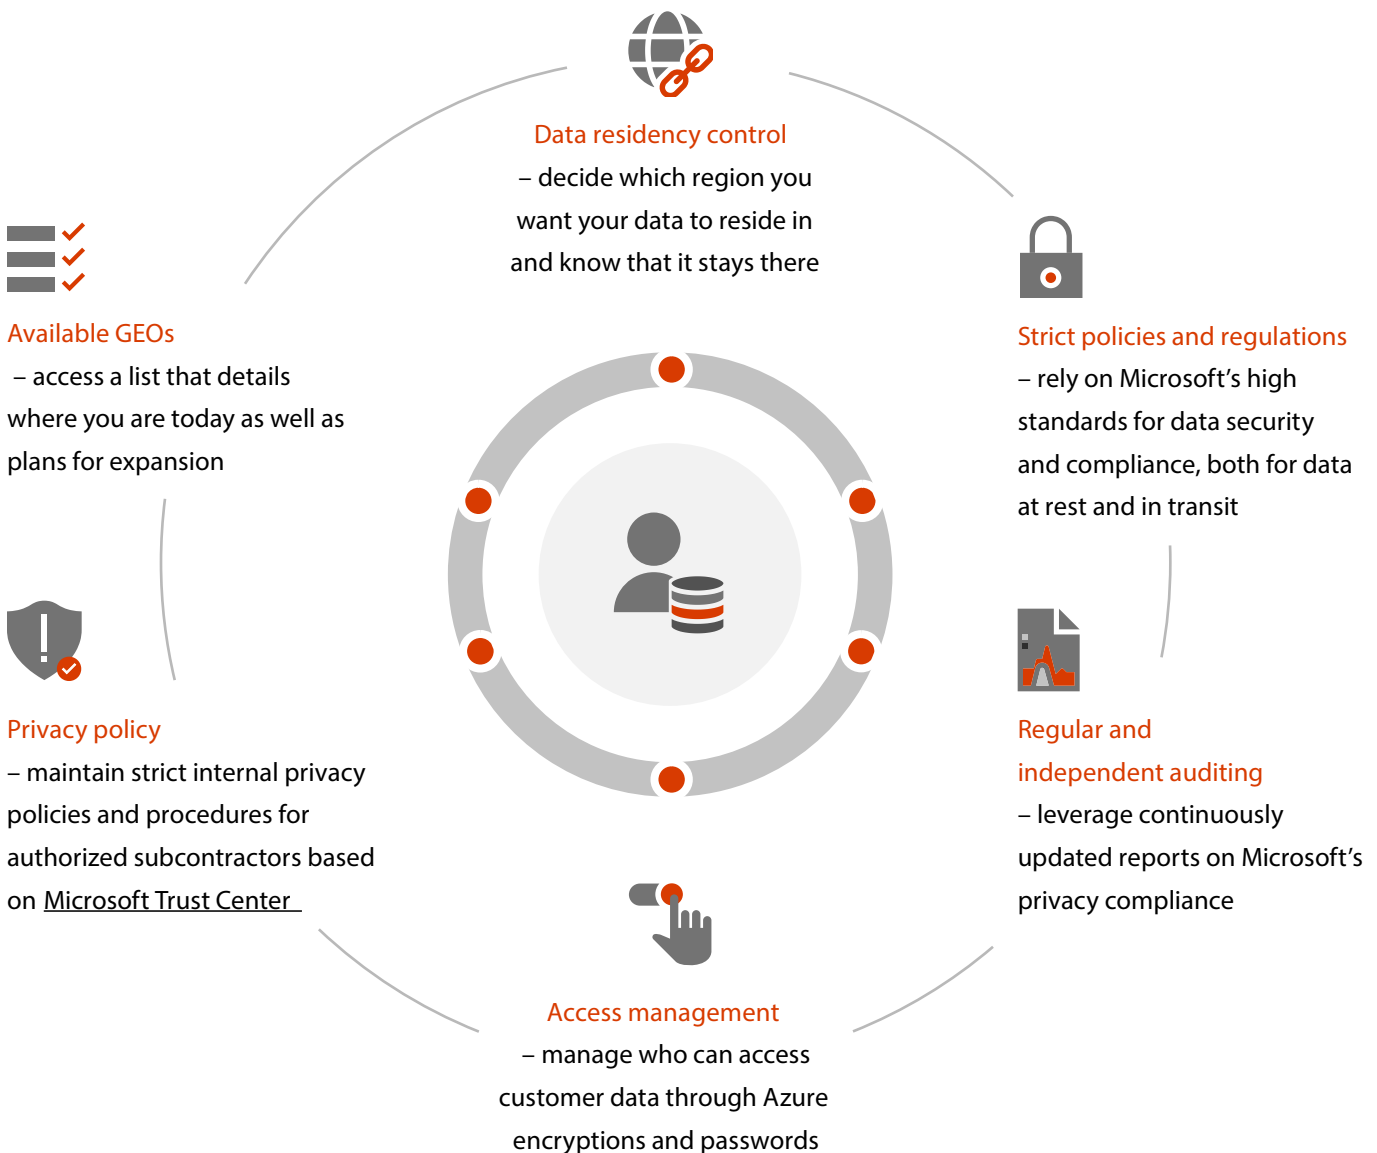 Data residency control
– decide which region you
want your data to reside in
and know that it stays there
Strict policies and regulations
– rely on Microsoft’s high
standards for data security
and compliance, both for data
at rest and in transit
Regular and
independent auditing
– leverage continuously
updated reports on Microsoft’s
privacy compliance
Access management
– manage who can access
customer data through Azure
encryptions and passwords
Privacy policy
– maintain strict internal privacy
policies and procedures for
authorized subcontractors based
on Microsoft Trust Center
Available GEOs
– access a list that details
where you are today as well as
plans for expansion